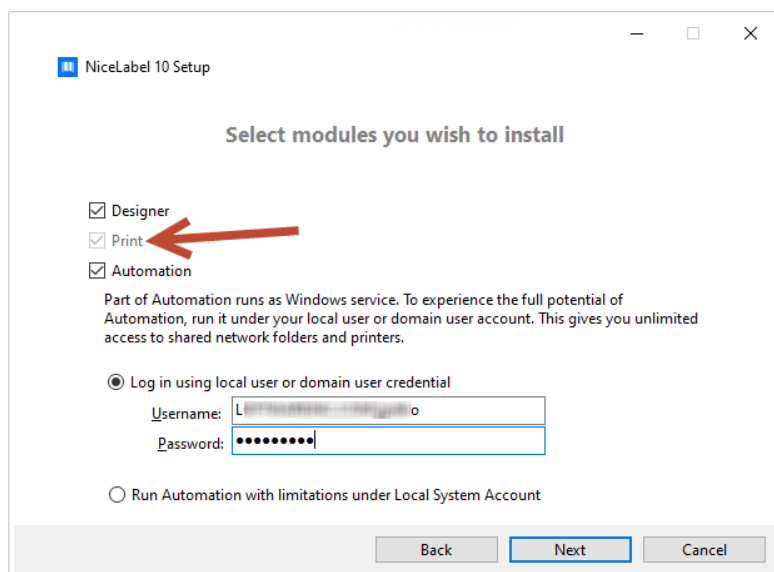 NiceLabel 10 Setup
Select modules you wish to install
Designer
Print
Automation
Part of Automation runs as Windows service. To experience the full potential of
Automation, run it under your local user or domain user account. This gives you unlimited
access to shared network folders and printers.
Log in using local user or domain user credential
Username:
Password:
Run Automation with limitations under Local System Account
Back Next Cancel